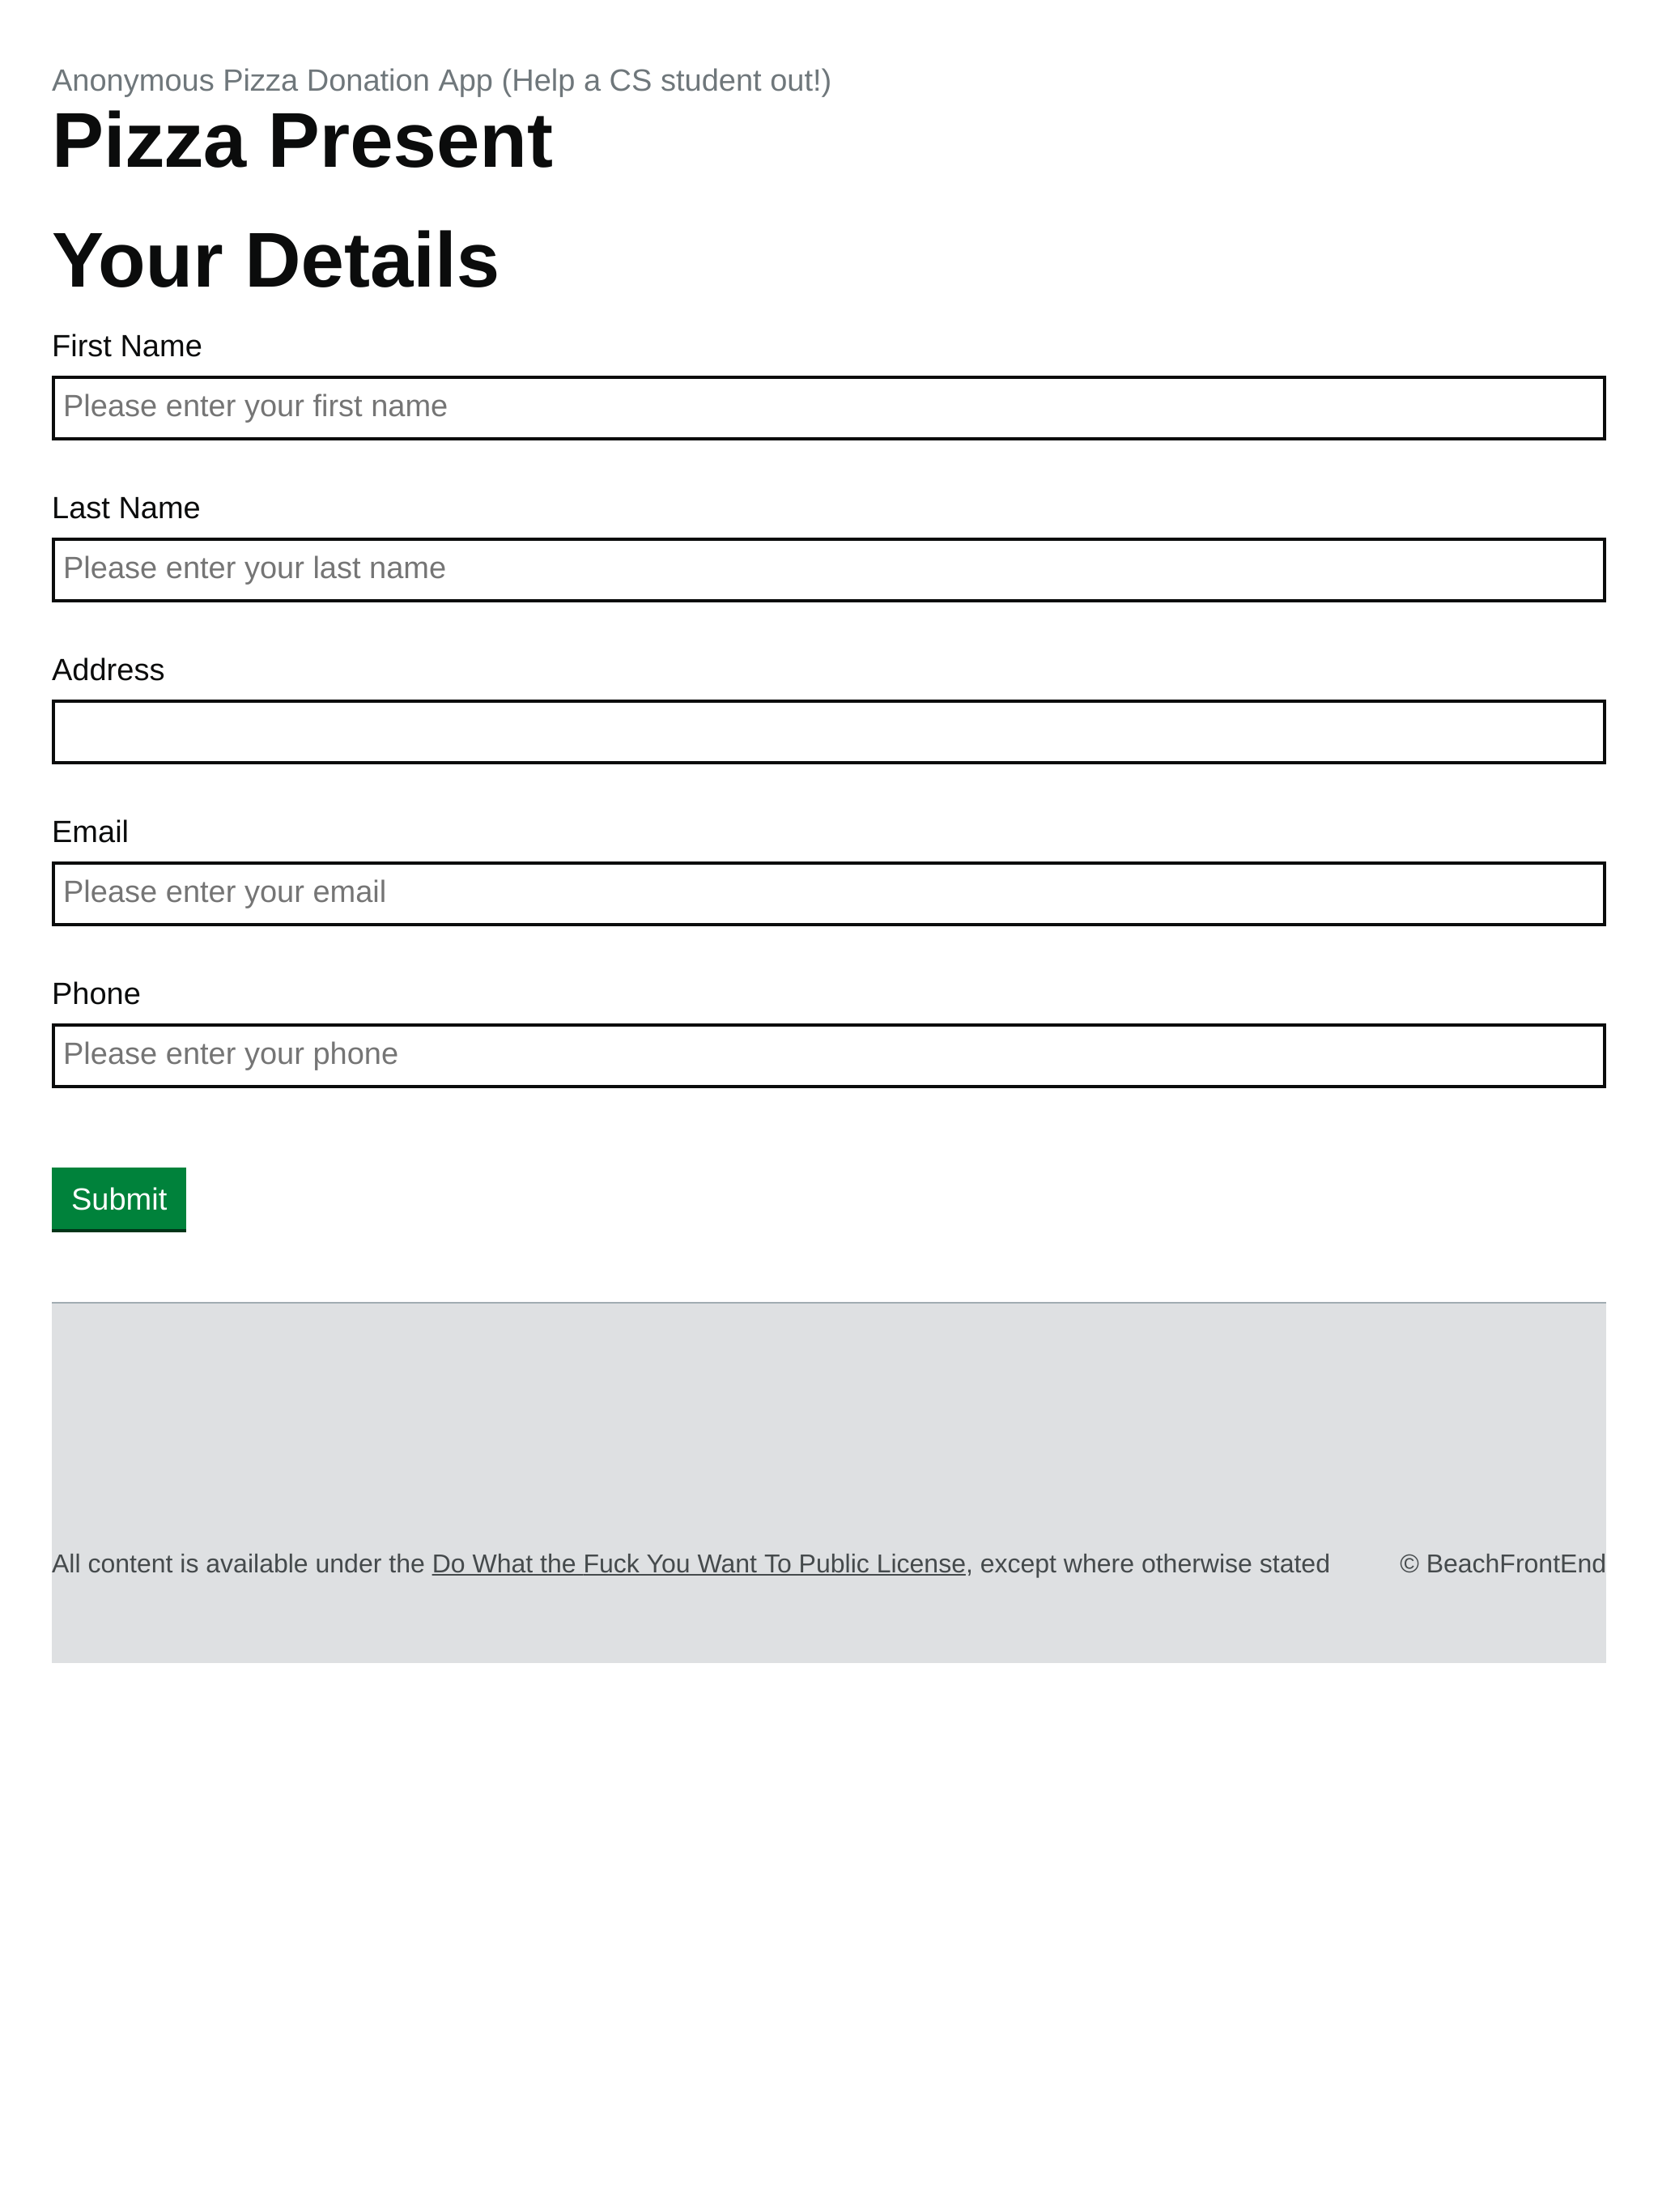 Anonymous Pizza Donation App (Help a CS student out!)
Pizza Present
Your Details
First Name
Please enter your first name
Last Name
Please enter your last name
Address
Email
Please enter your email
Phone
Please enter your phone
Submit
All content is available under the Do What the Fuck You Want To Public License, except where otherwise stated © BeachFrontEnd